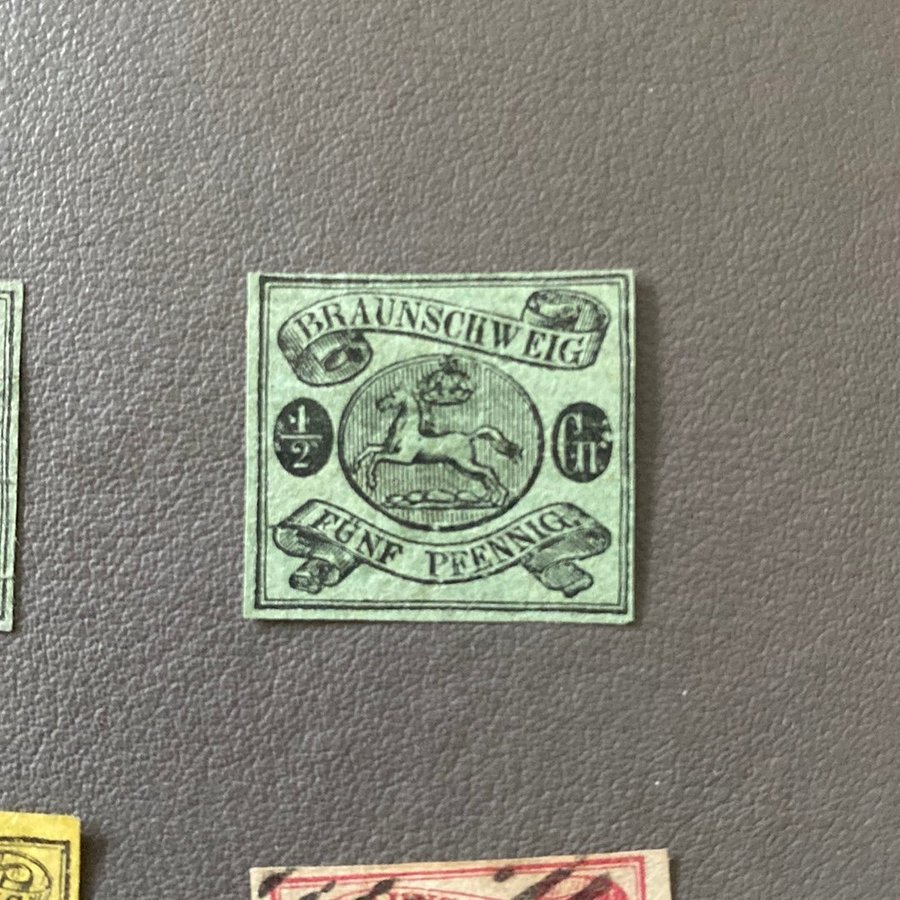 BRAUNSCHWEIG
1/2
Gr.
FÜNF PFENNIG.